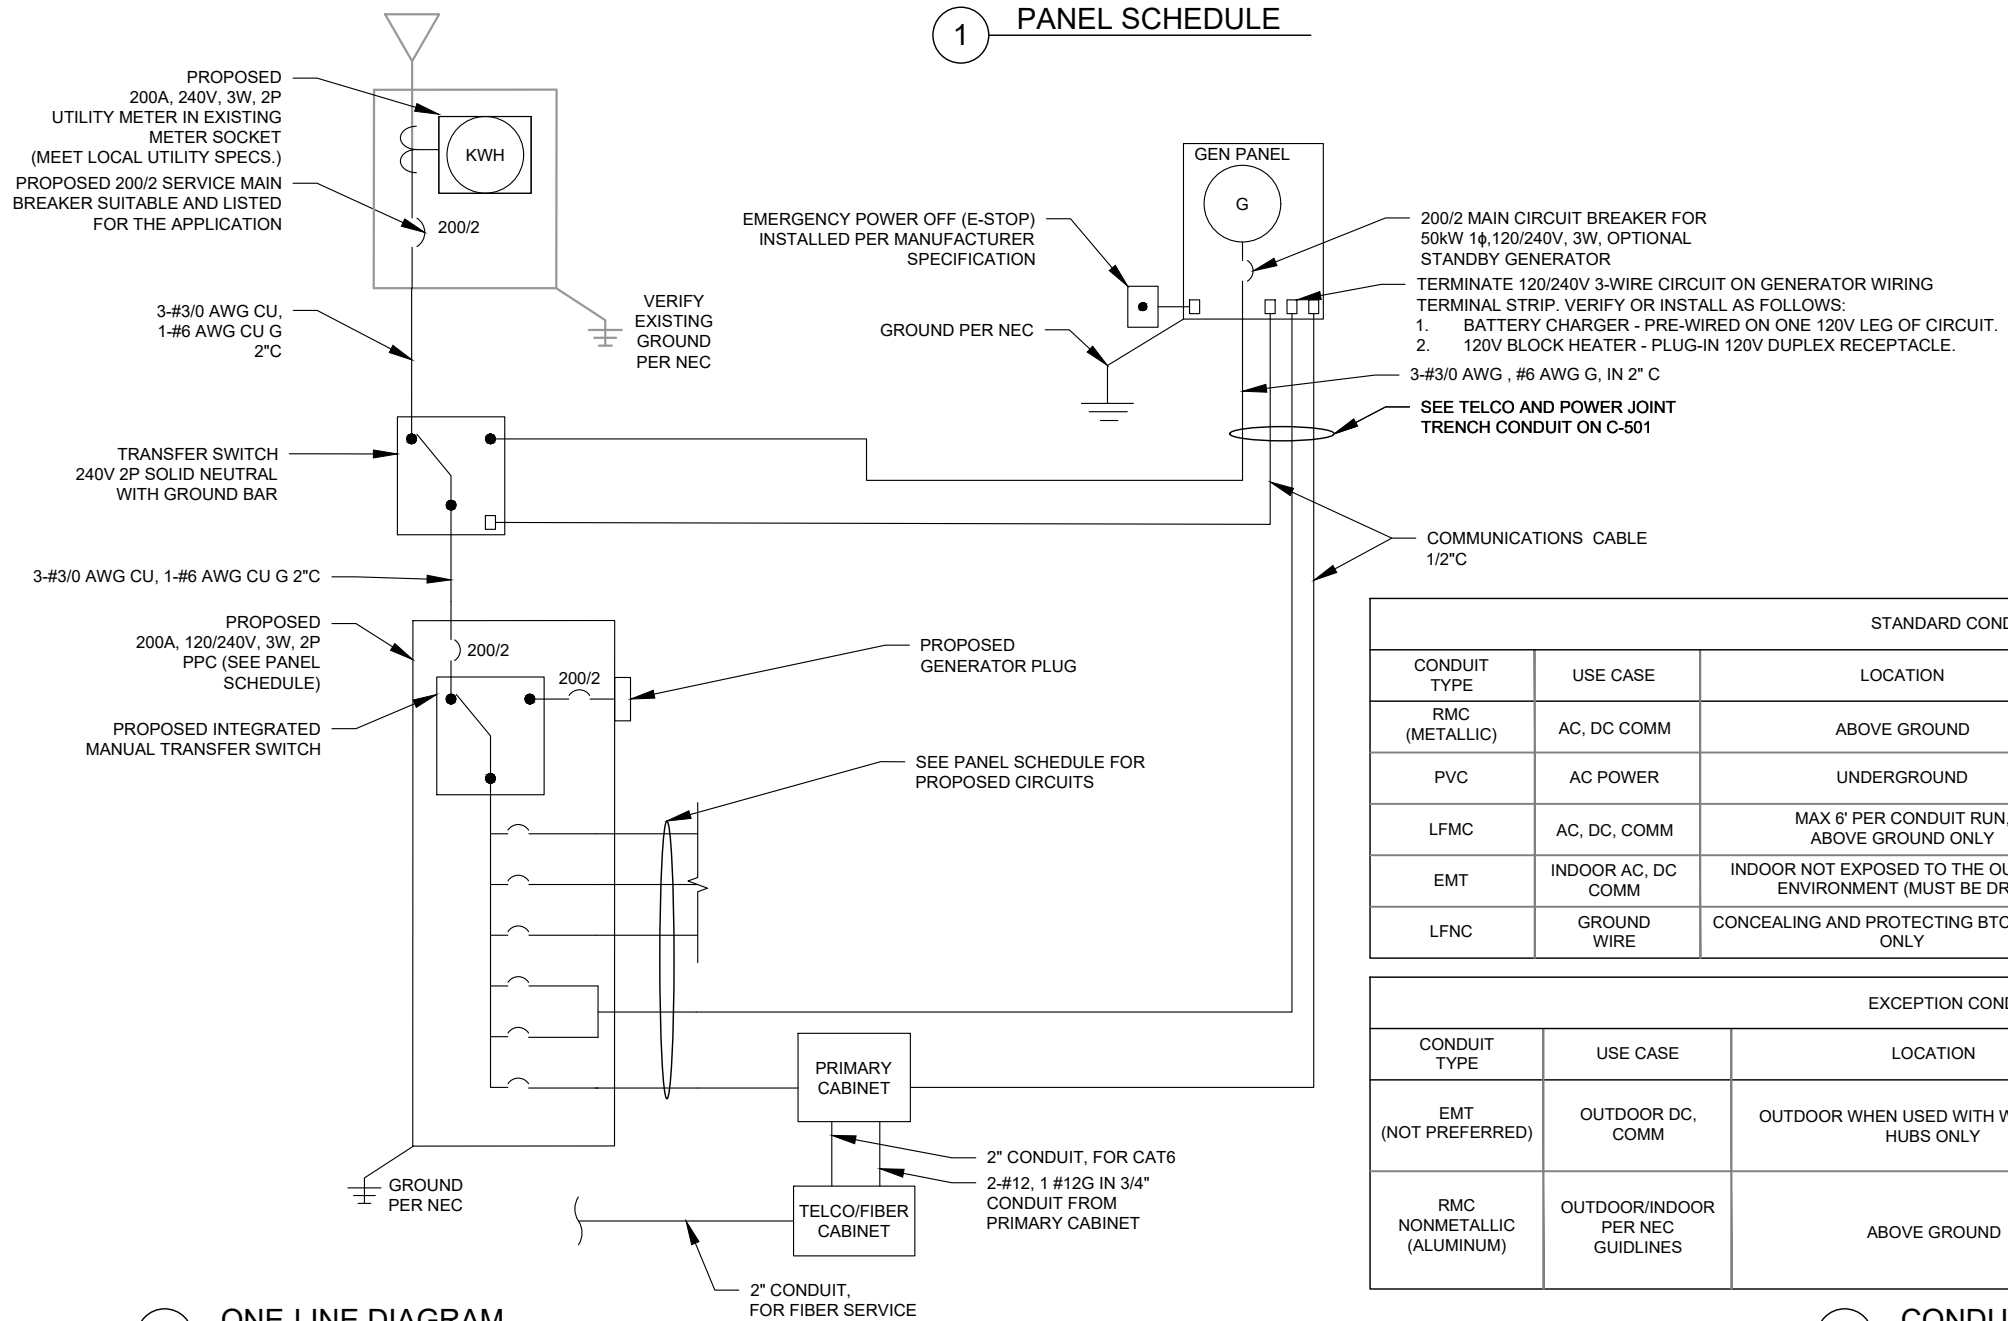 1
PANEL SCHEDULE
PROPOSED
200A, 240V, 3W, 2P
UTILITY METER IN EXISTING
METER SOCKET
(MEET LOCAL UTILITY SPECS.)
PROPOSED 200/2 SERVICE MAIN
BREAKER SUITABLE AND LISTED
FOR THE APPLICATION
KWH
200/2
3-#3/0 AWG CU,
1-#6 AWG CU G
2"C
VERIFY
EXISTING
GROUND
PER NEC
TRANSFER SWITCH
240V 2P SOLID NEUTRAL
WITH GROUND BAR
3-#3/0 AWG CU, 1-#6 AWG CU G 2"C
PROPOSED
200A, 120/240V, 3W, 2P
PPC (SEE PANEL
SCHEDULE)
PROPOSED INTEGRATED
MANUAL TRANSFER SWITCH
200/2
200/2
PROPOSED
GENERATOR PLUG
SEE PANEL SCHEDULE FOR
PROPOSED CIRCUITS
GROUND
PER NEC
GEN PANEL
G
EMERGENCY POWER OFF (E-STOP)
INSTALLED PER MANUFACTURER
SPECIFICATION
GROUND PER NEC
200/2 MAIN CIRCUIT BREAKER FOR
50kW 1ϕ,120/240V, 3W, OPTIONAL
STANDBY GENERATOR
TERMINATE 120/240V 3-WIRE CIRCUIT ON GENERATOR WIRING
TERMINAL STRIP. VERIFY OR INSTALL AS FOLLOWS:
1. BATTERY CHARGER - PRE-WIRED ON ONE 120V LEG OF CIRCUIT.
2. 120V BLOCK HEATER - PLUG-IN 120V DUPLEX RECEPTACLE.
3-#3/0 AWG , #6 AWG G, IN 2" C
SEE TELCO AND POWER JOINT
TRENCH CONDUIT ON C-501
COMMUNICATIONS CABLE
1/2"C
PRIMARY
CABINET
2" CONDUIT, FOR CAT6
2-#12, 1 #12G IN 3/4"
CONDUIT FROM
PRIMARY CABINET
TELCO/FIBER
CABINET
2" CONDUIT,
FOR FIBER SERVICE
STANDARD COND
CONDUIT
TYPE
USE CASE
LOCATION
RMC
(METALLIC)
AC, DC COMM
ABOVE GROUND
PVC
AC POWER
UNDERGROUND
LFMC
AC, DC, COMM
MAX 6' PER CONDUIT RUN,
ABOVE GROUND ONLY
EMT
INDOOR AC, DC
COMM
INDOOR NOT EXPOSED TO THE OU
ENVIRONMENT (MUST BE DR
LFNC
GROUND
WIRE
CONCEALING AND PROTECTING BTC
ONLY
EXCEPTION COND
CONDUIT
TYPE
USE CASE
LOCATION
EMT
(NOT PREFERRED)
OUTDOOR DC,
COMM
OUTDOOR WHEN USED WITH W
HUBS ONLY
RMC
NONMETALLIC
(ALUMINUM)
OUTDOOR/INDOOR
PER NEC
GUIDLINES
ABOVE GROUND
ONE LINE DIAGRAM
CONDU